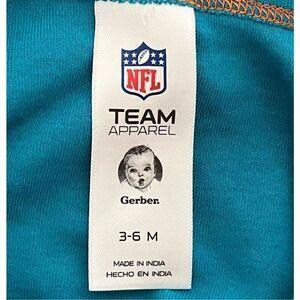 NFL
TEAM
APPAREL
Gerber.
3-6 M
MADE IN INDIA
HECHO EN INDIA